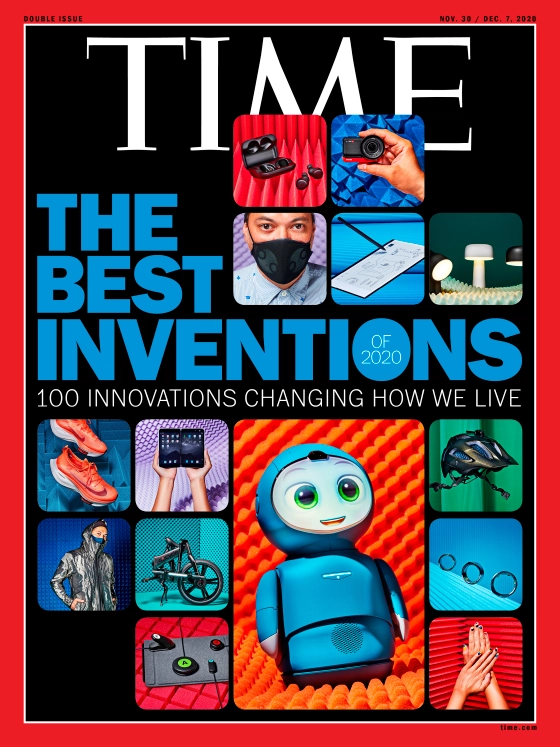 DOUBLE ISSUE
NOV. 30 / DEC. 7, 2020
TIME
THE
BEST
INVENTIONS
OF
2020
100 INNOVATIONS CHANGING HOW WE LIVE
time.com